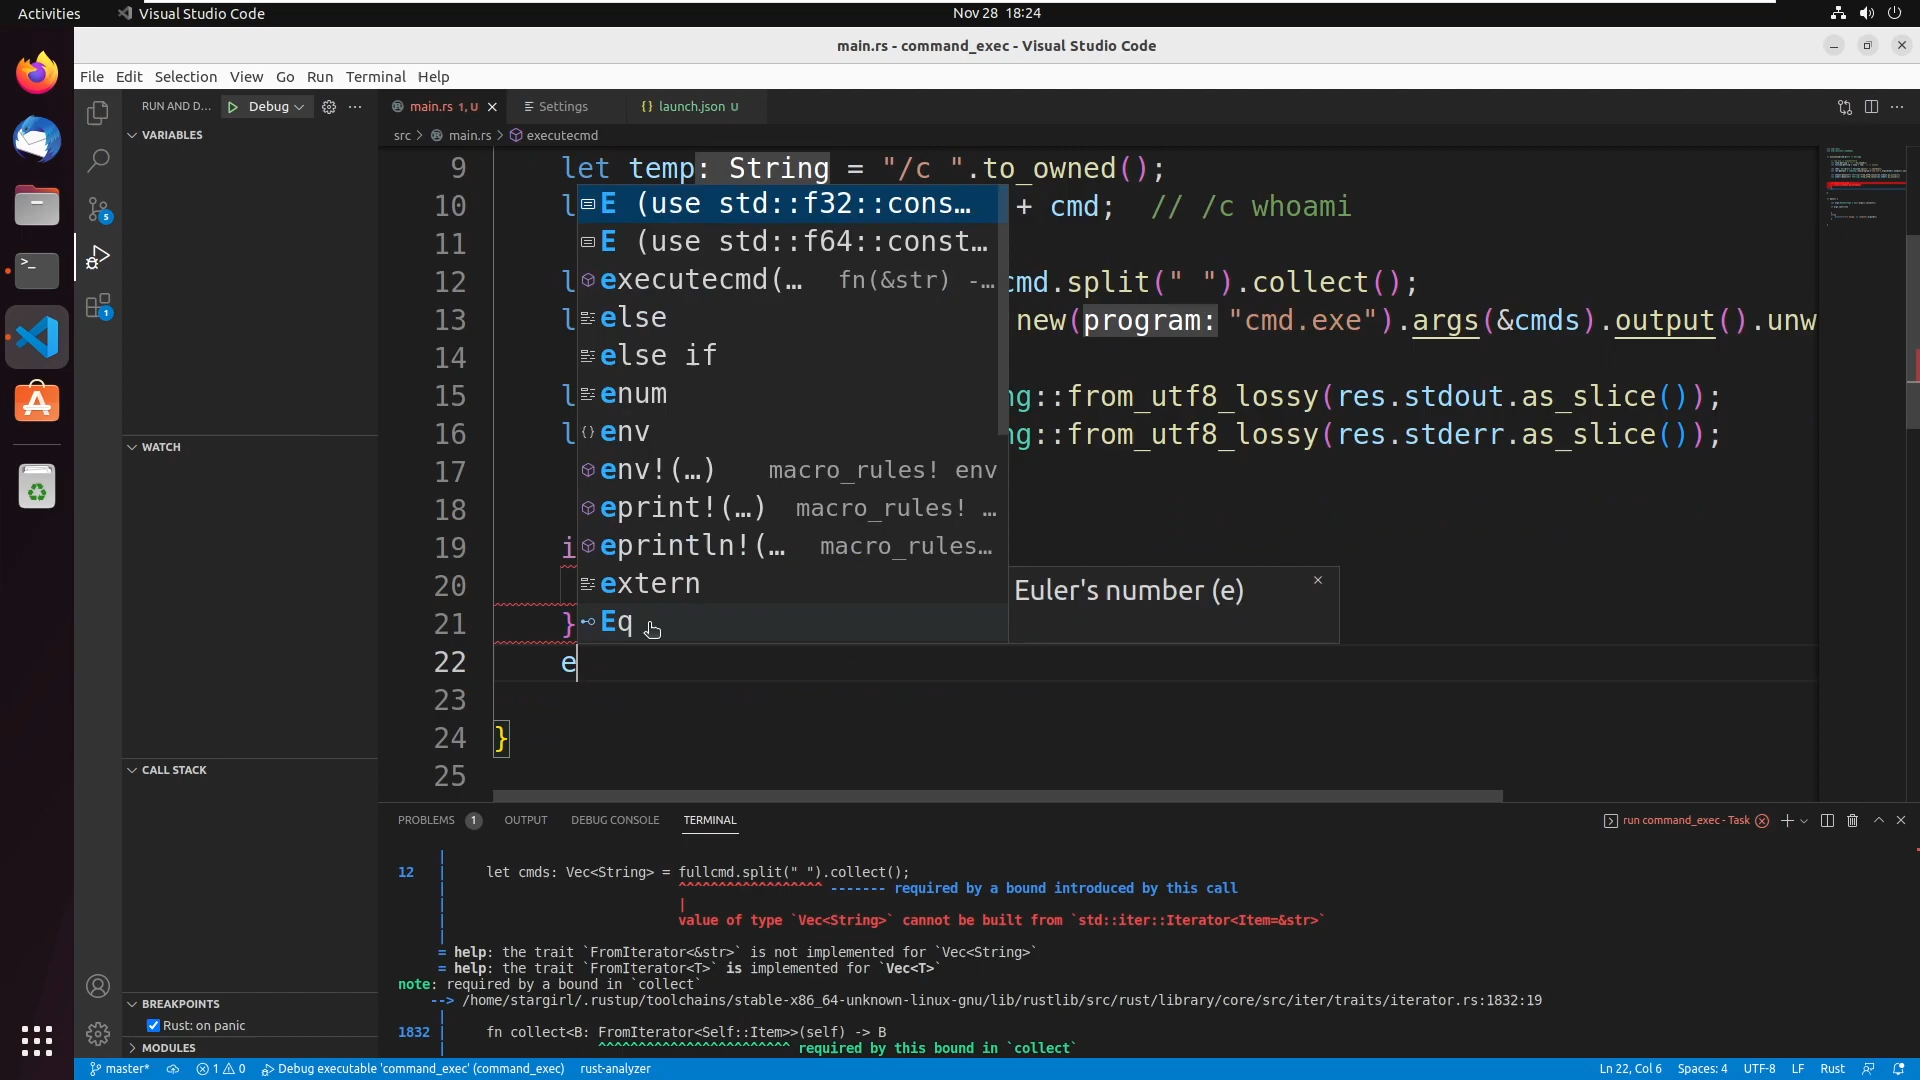 Activities
Visual Studio Code
Nov 28 18:24
main.rs - command_exec - Visual Studio Code
File Edit Selection View Go Run Terminal Help
RUN AND D...
Debug
main.rs 1, U
Settings
launch.json U
src > main.rs > executecmd
VARIABLES
WATCH
CALL STACK
BREAKPOINTS
Rust: on panic
MODULES
5
1
9 let temp: String = "/c ".to_owned();
10 l + cmd; // /c whoami
11
12 l cmd.split(" ").collect();
13 l new(program: "cmd.exe").args(&cmds).output().unw
14
15 l ng::from_utf8_lossy(res.stdout.as_slice());
16 l ng::from_utf8_lossy(res.stderr.as_slice());
17
18
19 i
20
21 }
22 e
23
24 }
25
E (use std::f32::cons…
E (use std::f64::const…
executecmd(… fn(&str) -…
else
else if
enum
env
env!(…) macro_rules! env
eprint!(…) macro_rules! …
eprintln!(… macro_rules…
extern
Eq
Euler's number (e)
PROBLEMS 1 OUTPUT DEBUG CONSOLE TERMINAL
run command_exec - Task
12 | let cmds: Vec<String> = fullcmd.split(" ").collect();
| ^^^^^^^^^^^^^^^^^^ ------- required by a bound introduced by this call
| |
| value of type `Vec<String>` cannot be built from `std::iter::Iterator<Item=&str>`
|
= help: the trait `FromIterator<&str>` is not implemented for `Vec<String>`
= help: the trait `FromIterator<T>` is implemented for `Vec<T>`
note: required by a bound in `collect`
--> /home/stargirl/.rustup/toolchains/stable-x86_64-unknown-linux-gnu/lib/rustlib/src/rust/library/core/src/iter/traits/iterator.rs:1832:19
|
1832 | fn collect<B: FromIterator<Self::Item>>(self) -> B
| ^^^^^^^^^^^^^^^^^^^^^^^^ required by this bound in `collect`
master*
1 0
Debug executable 'command_exec' (command_exec)
rust-analyzer
Ln 22, Col 6
Spaces: 4
UTF-8
LF
Rust